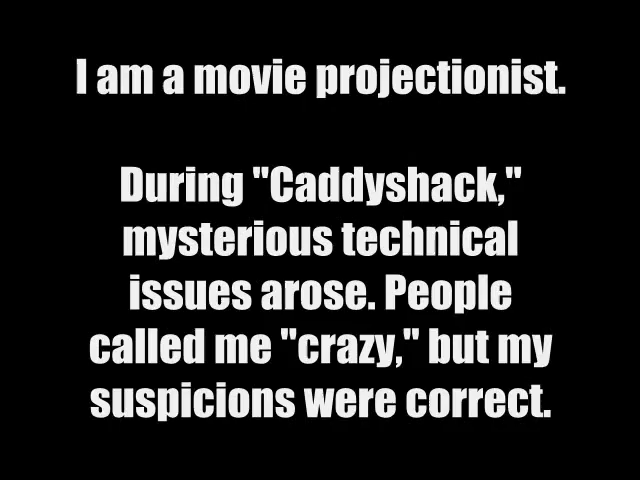 I am a movie projectionist.
During "Caddyshack,"
mysterious technical
issues arose. People
called me "crazy," but my
suspicions were correct.